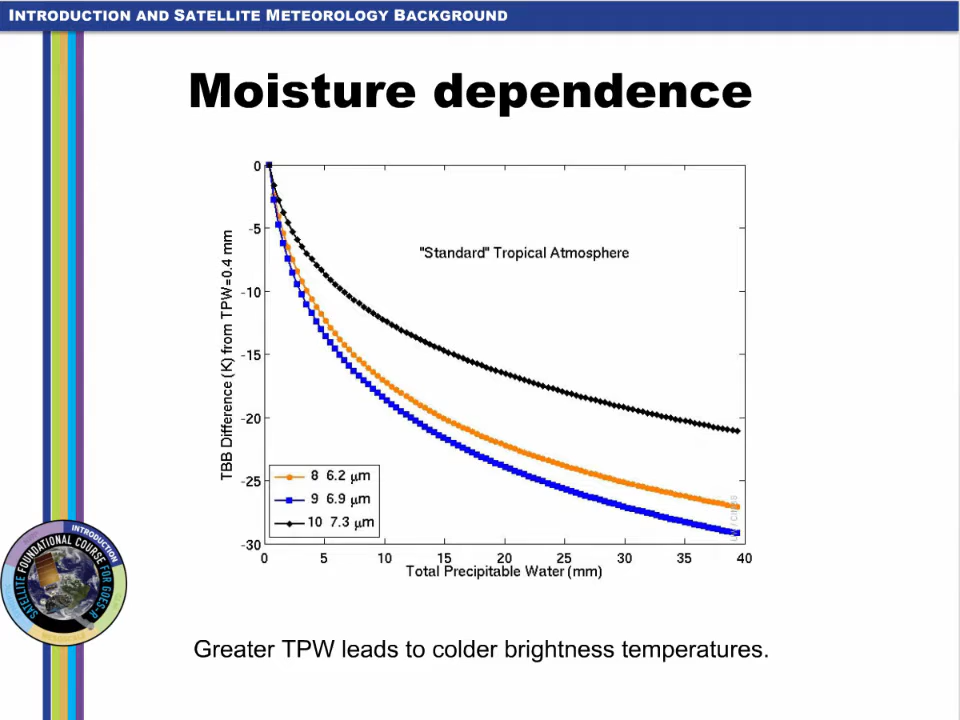 INTRODUCTION AND SATELLITE METEOROLOGY BACKGROUND
Moisture dependence
0
-5
-10
-15
-20
-25
-30
TBB Difference (K) from TPW=0.4 mm
"Standard" Tropical Atmosphere
8 6.2 μm
9 6.9 μm
10 7.3 μm
0 5 10 15 20 25 30 35 40
Total Precipitable Water (mm)
INTRODUCTION
SATELLITE FOUNDATIONAL COURSE FOR GOES-R
Greater TPW leads to colder brightness temperatures.